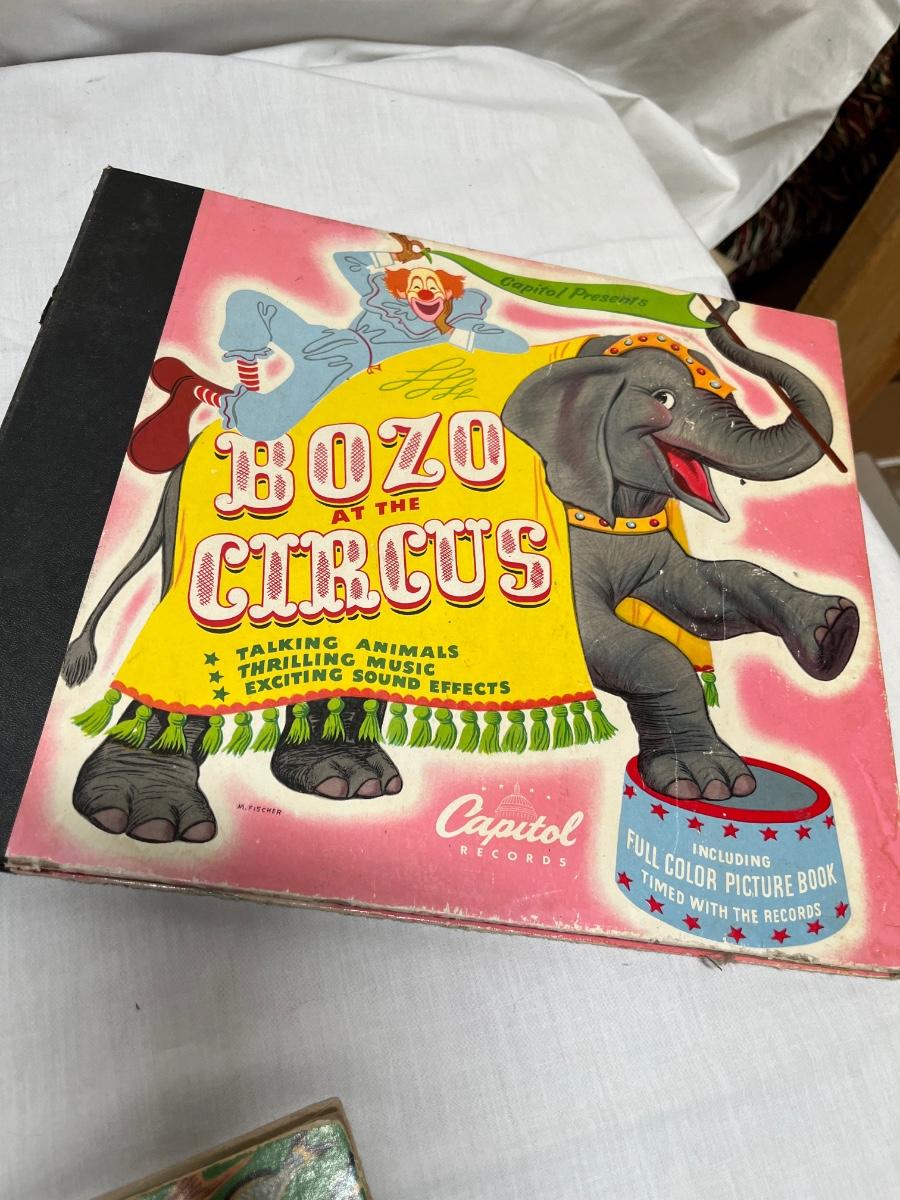 Capitol Presents
BOZO
AT THE
CIRCUS
★ TALKING ANIMALS
★ THRILLING MUSIC
★ EXCITING SOUND EFFECTS
M. FISCHER
Capitol
RECORDS
INCLUDING
FULL COLOR PICTURE BOOK
TIMED WITH THE RECORDS